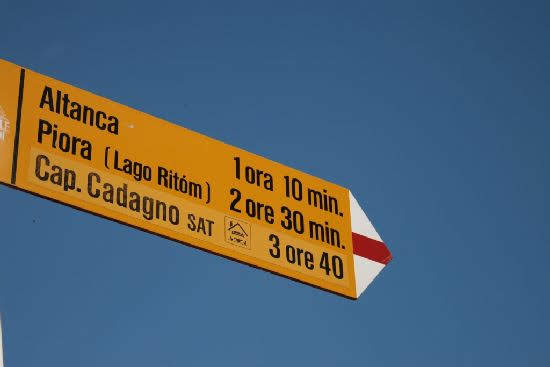 Altanca 1 ora 10 min.
Piora (Lago Ritóm) 2 ore 30 min.
Cap. Cadagno SAT 3 ore 40